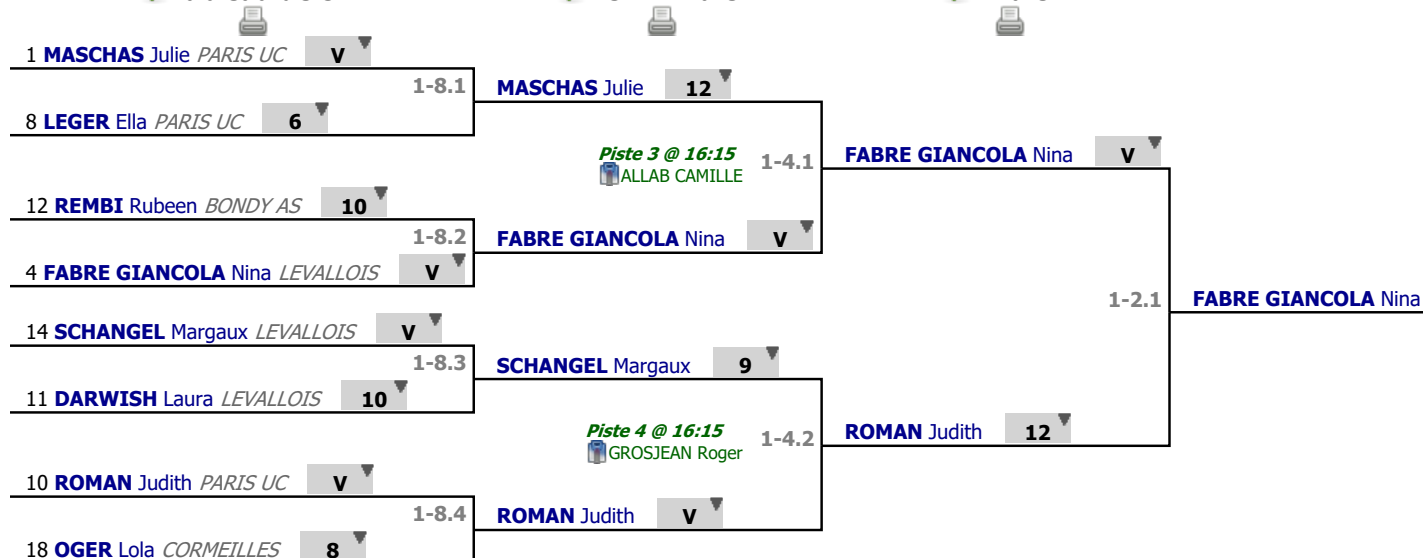 1 MASCHAS Julie PARIS UC V
1-8.1
MASCHAS Julie 12
8 LEGER Ella PARIS UC 6
Piste 3 @ 16:15
ALLAB CAMILLE
1-4.1
FABRE GIANCOLA Nina V
12 REMBI Rubeen BONDY AS 10
1-8.2
FABRE GIANCOLA Nina V
4 FABRE GIANCOLA Nina LEVALLOIS V
1-2.1
FABRE GIANCOLA Nina
14 SCHANGEL Margaux LEVALLOIS V
1-8.3
SCHANGEL Margaux 9
11 DARWISH Laura LEVALLOIS 10
Piste 4 @ 16:15
GROSJEAN Roger
1-4.2
ROMAN Judith 12
10 ROMAN Judith PARIS UC V
1-8.4
ROMAN Judith V
18 OGER Lola CORMEILLES 8